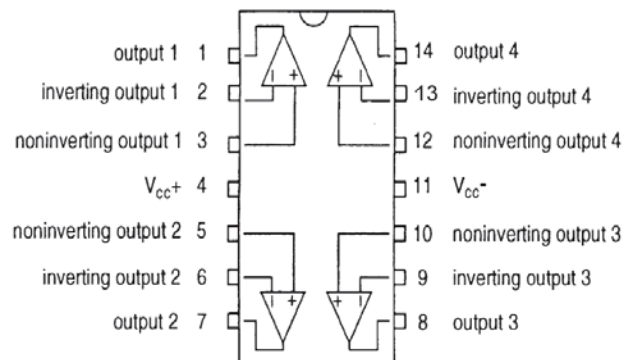 output 1 1
inverting output 1 2
noninverting output 1 3
Vcc+ 4
noninverting output 2 5
inverting output 2 6
output 2 7
14 output 4
13 inverting output 4
12 noninverting output 4
11 Vcc-
10 noninverting output 3
9 inverting output 3
8 output 3
- +
+ -
- +
+ -